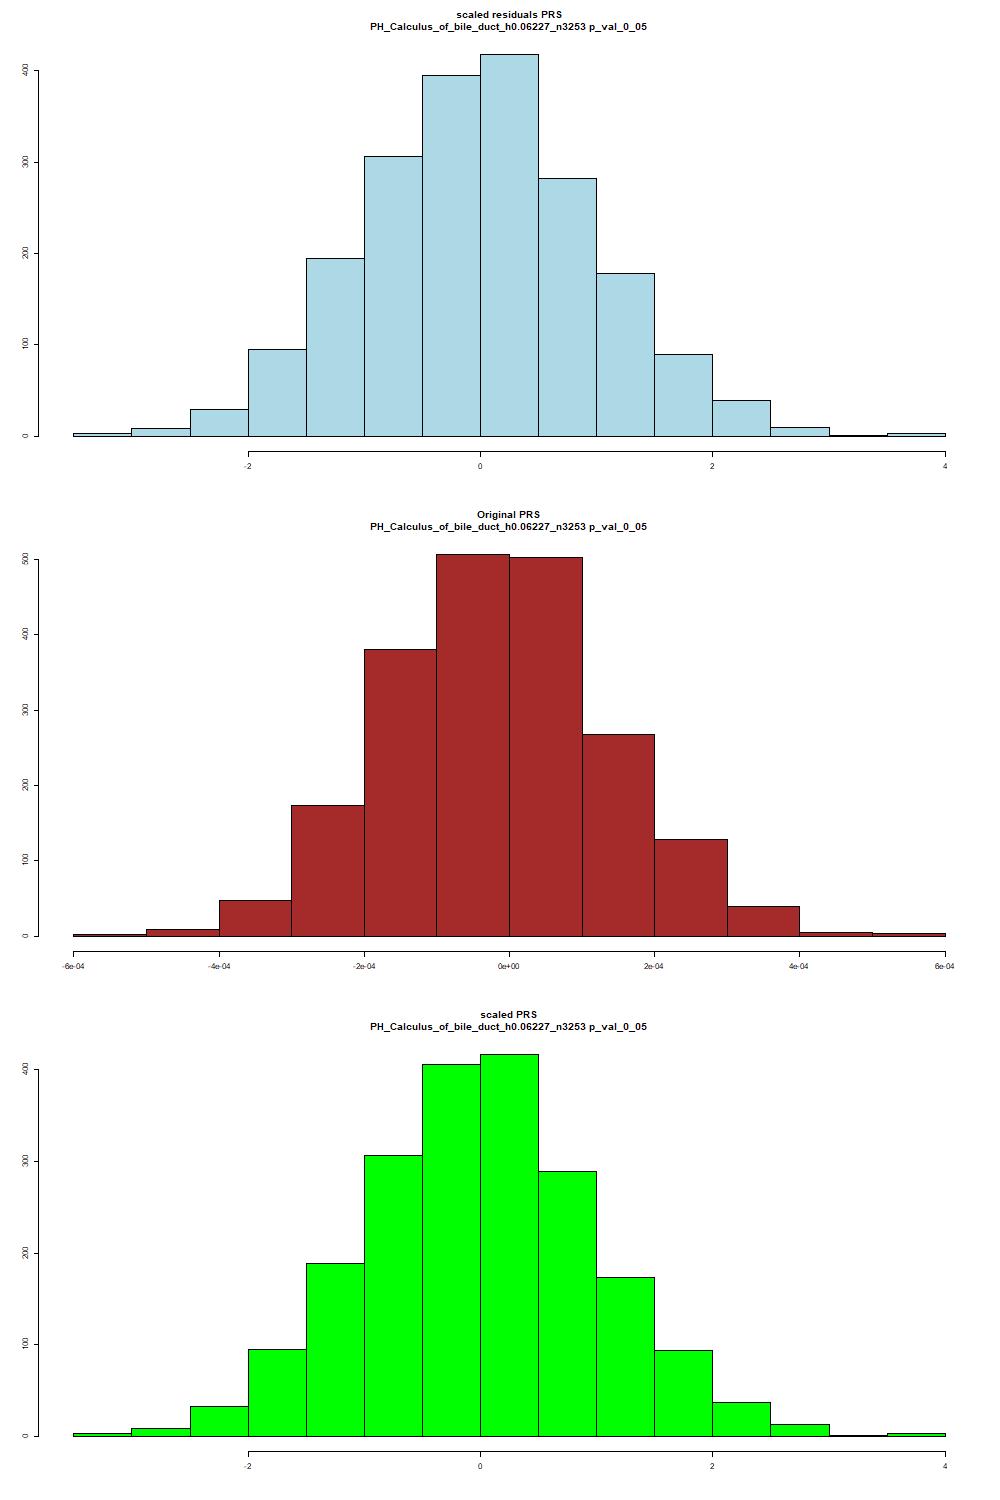 scaled residuals PRS
PH_Calculus_of_bile_duct_h0.06227_n3253 p_val_0_05
400
300
200
100
0
-2 0 2 4
Original PRS
PH_Calculus_of_bile_duct_h0.06227_n3253 p_val_0_05
500
400
300
200
100
0
-6e-04 -4e-04 -2e-04 0e+00 2e-04 4e-04 6e-04
scaled PRS
PH_Calculus_of_bile_duct_h0.06227_n3253 p_val_0_05
400
300
200
100
0
-2 0 2 4